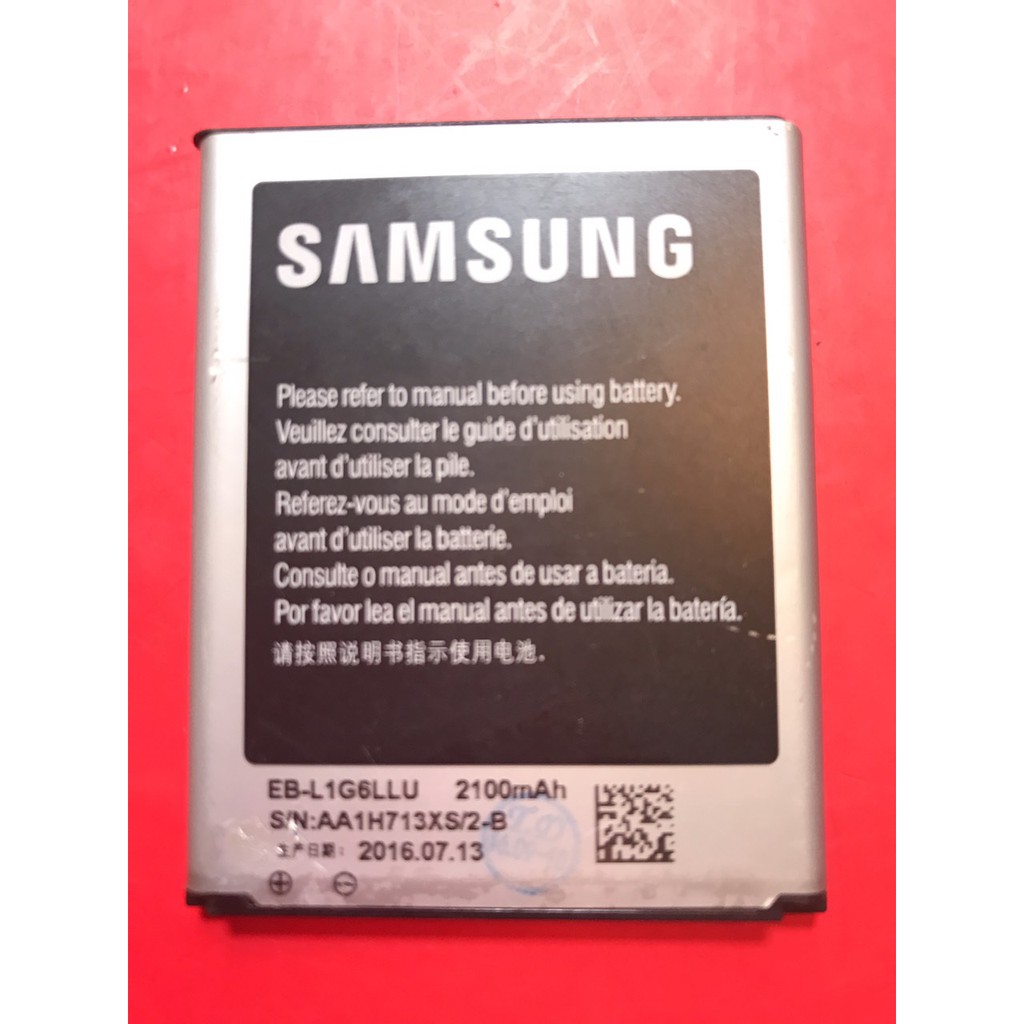 SAMSUNG
Please refer to manual before using battery.
Veuillez consulter le guide d'utilisation
avant d'utiliser la pile.
Referez-vous au mode d'emploi
avant d'utiliser la batterie.
Consulte o manual antes de usar a bateria.
Por favor lea el manual antes de utilizar la batería.
请按照说明书指示使用电池.
EB-L1G6LLU 2100mAh
S/N:AA1H713XS/2-B
生产日期: 2016.07.13